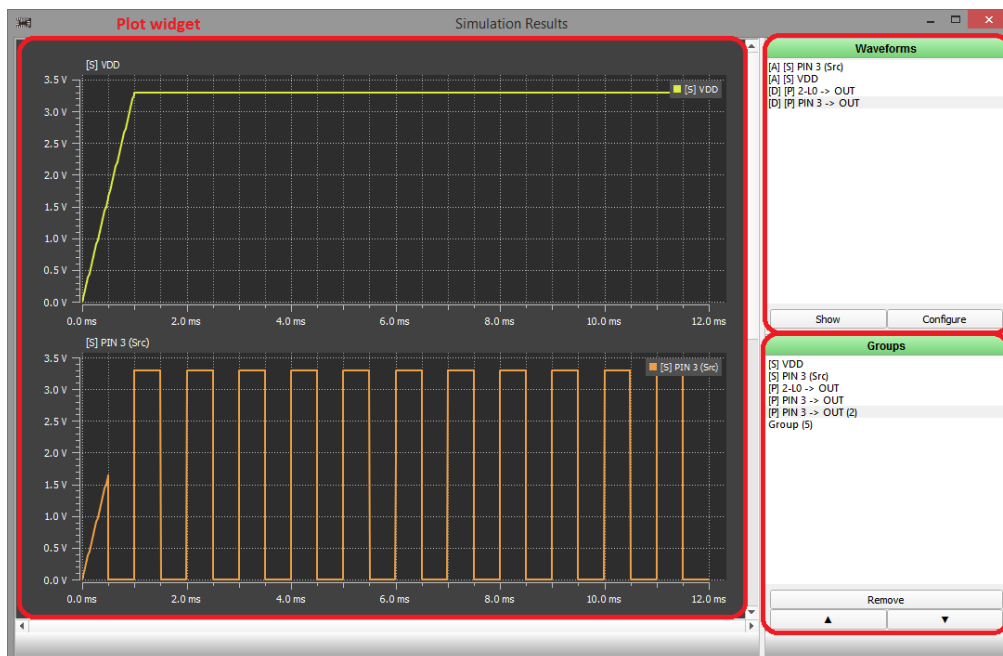 Plot widget
Simulation Results
[S] VDD
3.5 V
[S] VDD
3.0 V
2.5 V
2.0 V
1.5 V
1.0 V
0.5 V
0.0 V
0.0 ms 2.0 ms 4.0 ms 6.0 ms 8.0 ms 10.0 ms 12.0 ms
[S] PIN 3 (Src)
3.5 V
[S] PIN 3 (Src)
3.0 V
2.5 V
2.0 V
1.5 V
1.0 V
0.5 V
0.0 V
0.0 ms 2.0 ms 4.0 ms 6.0 ms 8.0 ms 10.0 ms 12.0 ms
Waveforms
[A] [S] PIN 3 (Src)
[A] [S] VDD
[D] [P] 2-L0 -> OUT
[D] [P] PIN 3 -> OUT
Show Configure
Groups
[S] VDD
[S] PIN 3 (Src)
[P] 2-L0 -> OUT
[P] PIN 3 -> OUT
[P] PIN 3 -> OUT (2)
Group (5)
Remove